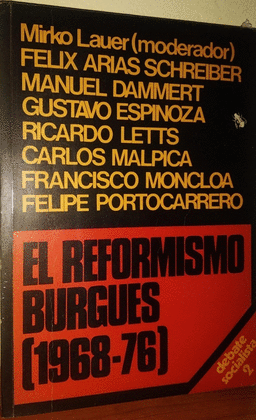 Mirko Lauer (moderador)
FELIX ARIAS SCHREIBER
MANUEL DAMMERT
GUSTAVO ESPINOZA
RICARDO LETTS
CARLOS MALPICA
FRANCISCO MONCLOA
FELIPE PORTOCARRERO
EL REFORMISMO
BURGUES
(1968-76)
debate
socialista
2